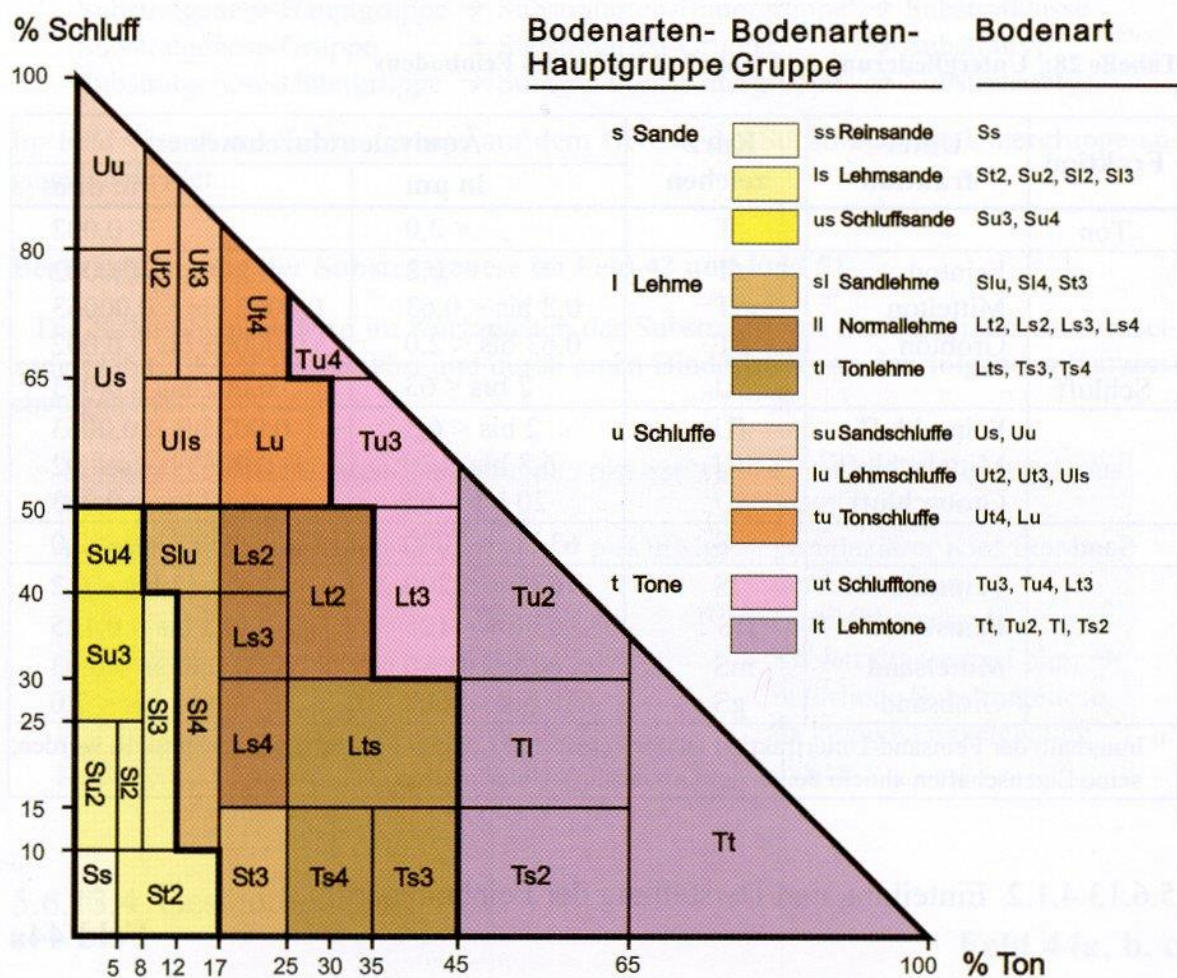 % Schluff
Bodenarten-Hauptgruppe
Bodenarten-Gruppe
Bodenart
s Sande
ss Reinsande Ss
ls Lehmsande St2, Su2, Sl2, Sl3
us Schluffsande Su3, Su4
l Lehme
sl Sandlehme Slu, Sl4, St3
ll Normallehme Lt2, Ls2, Ls3, Ls4
tl Tonlehme Lts, Ts3, Ts4
u Schluffe
su Sandschluffe Us, Uu
lu Lehmschluffe Ut2, Ut3, Uls
tu Tonschluffe Ut4, Lu
t Tone
ut Schlufftone Tu3, Tu4, Lt3
lt Lehmtone Tt, Tu2, Tl, Ts2
100
80
65
50
40
30
25
15
10
Uu
Ut2
Ut3
Ut4
Tu4
Us
Uls
Lu
Tu3
Su4
Slu
Ls2
Lt2
Lt3
Tu2
Su3
Ls3
Sl3
Sl4
Su2
Sl2
Ls4
Lts
Tl
Tt
Ss
St2
St3
Ts4
Ts3
Ts2
5 8 12 17 25 30 35 45 65 100
% Ton